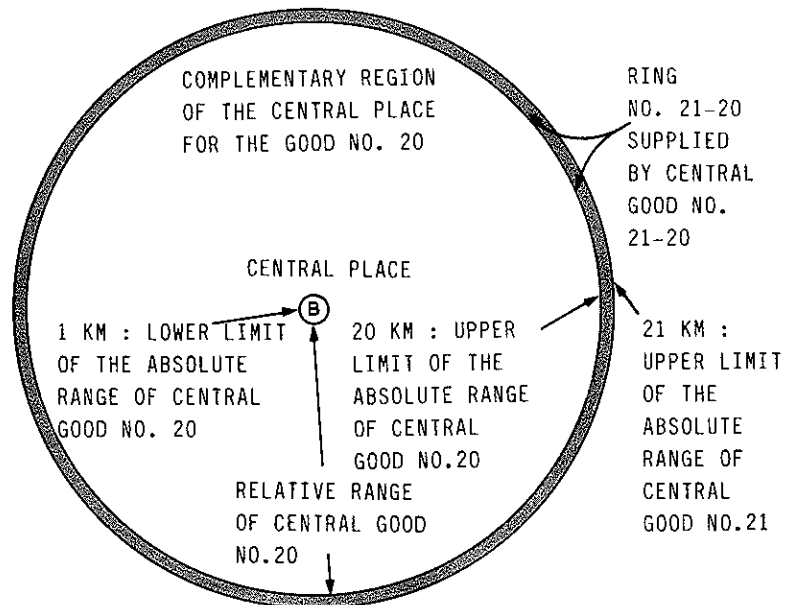 COMPLEMENTARY REGION
OF THE CENTRAL PLACE
FOR THE GOOD NO. 20
RING
NO. 21-20
SUPPLIED
BY CENTRAL
GOOD NO.
21-20
CENTRAL PLACE
B
1 KM : LOWER LIMIT
OF THE ABSOLUTE
RANGE OF CENTRAL
GOOD NO. 20
20 KM : UPPER
LIMIT OF THE
ABSOLUTE RANGE
OF CENTRAL
GOOD NO.20
21 KM :
UPPER LIMIT
OF THE
ABSOLUTE
RANGE OF
CENTRAL
GOOD NO.21
RELATIVE RANGE
OF CENTRAL GOOD
NO.20